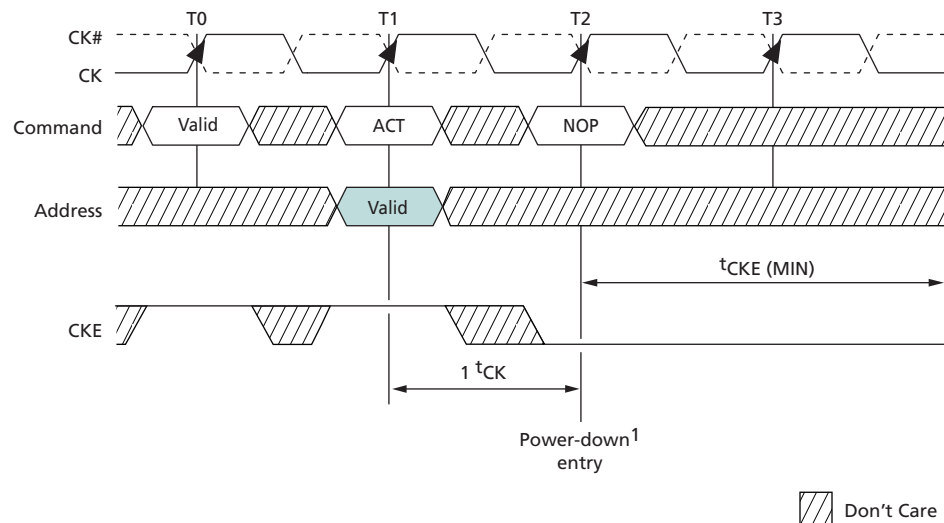 T0 T1 T2 T3
CK#
CK
Command Valid ACT NOP
Address Valid
tCKE (MIN)
CKE
1 tCK
Power-down1
entry
Don't Care